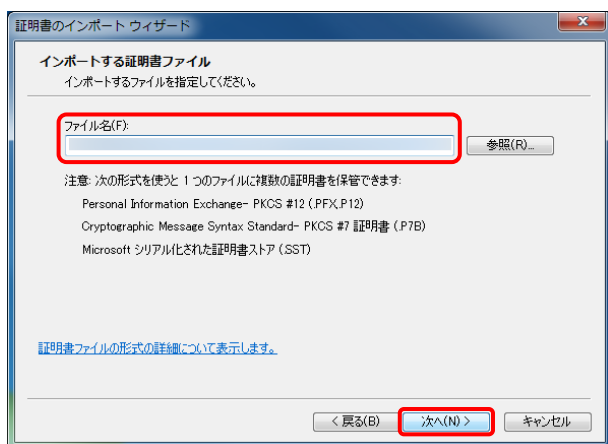 証明書のインポート ウィザード
インポートする証明書ファイル
インポートするファイルを指定してください。
ファイル名(F):
参照(R)...
注意: 次の形式を使うと 1 つのファイルに複数の証明書を保管できます:
Personal Information Exchange- PKCS #12 (.PFX,.P12)
Cryptographic Message Syntax Standard- PKCS #7 証明書 (.P7B)
Microsoft シリアル化された証明書ストア (.SST)
証明書ファイルの形式の詳細について表示します。
< 戻る(B) 次へ(N) > キャンセル